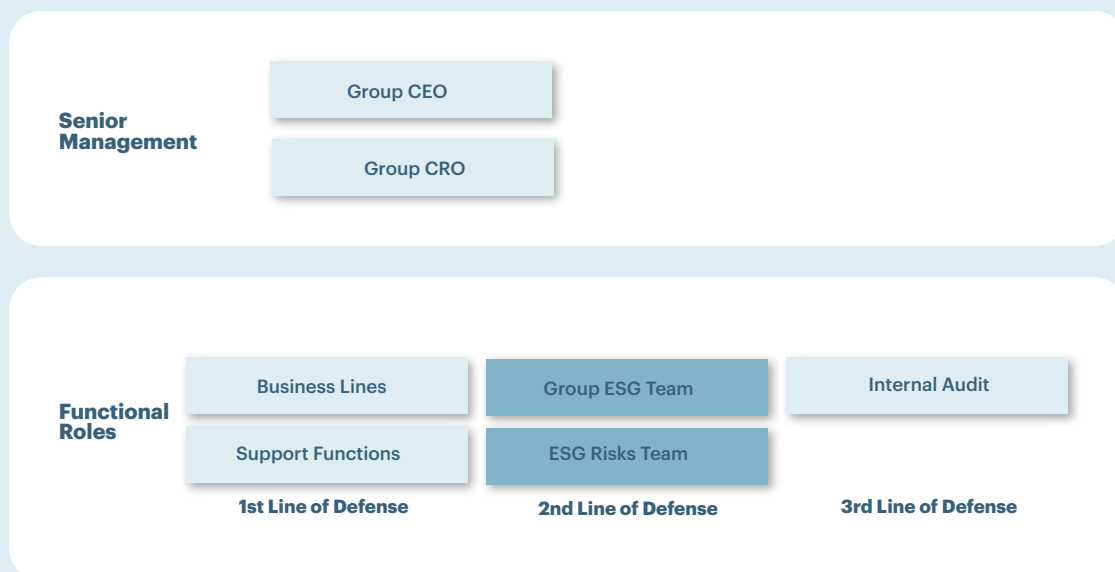 Senior
Management
Group CEO
Group CRO
Functional
Roles
Business Lines
Group ESG Team
Internal Audit
Support Functions
ESG Risks Team
1st Line of Defense
2nd Line of Defense
3rd Line of Defense